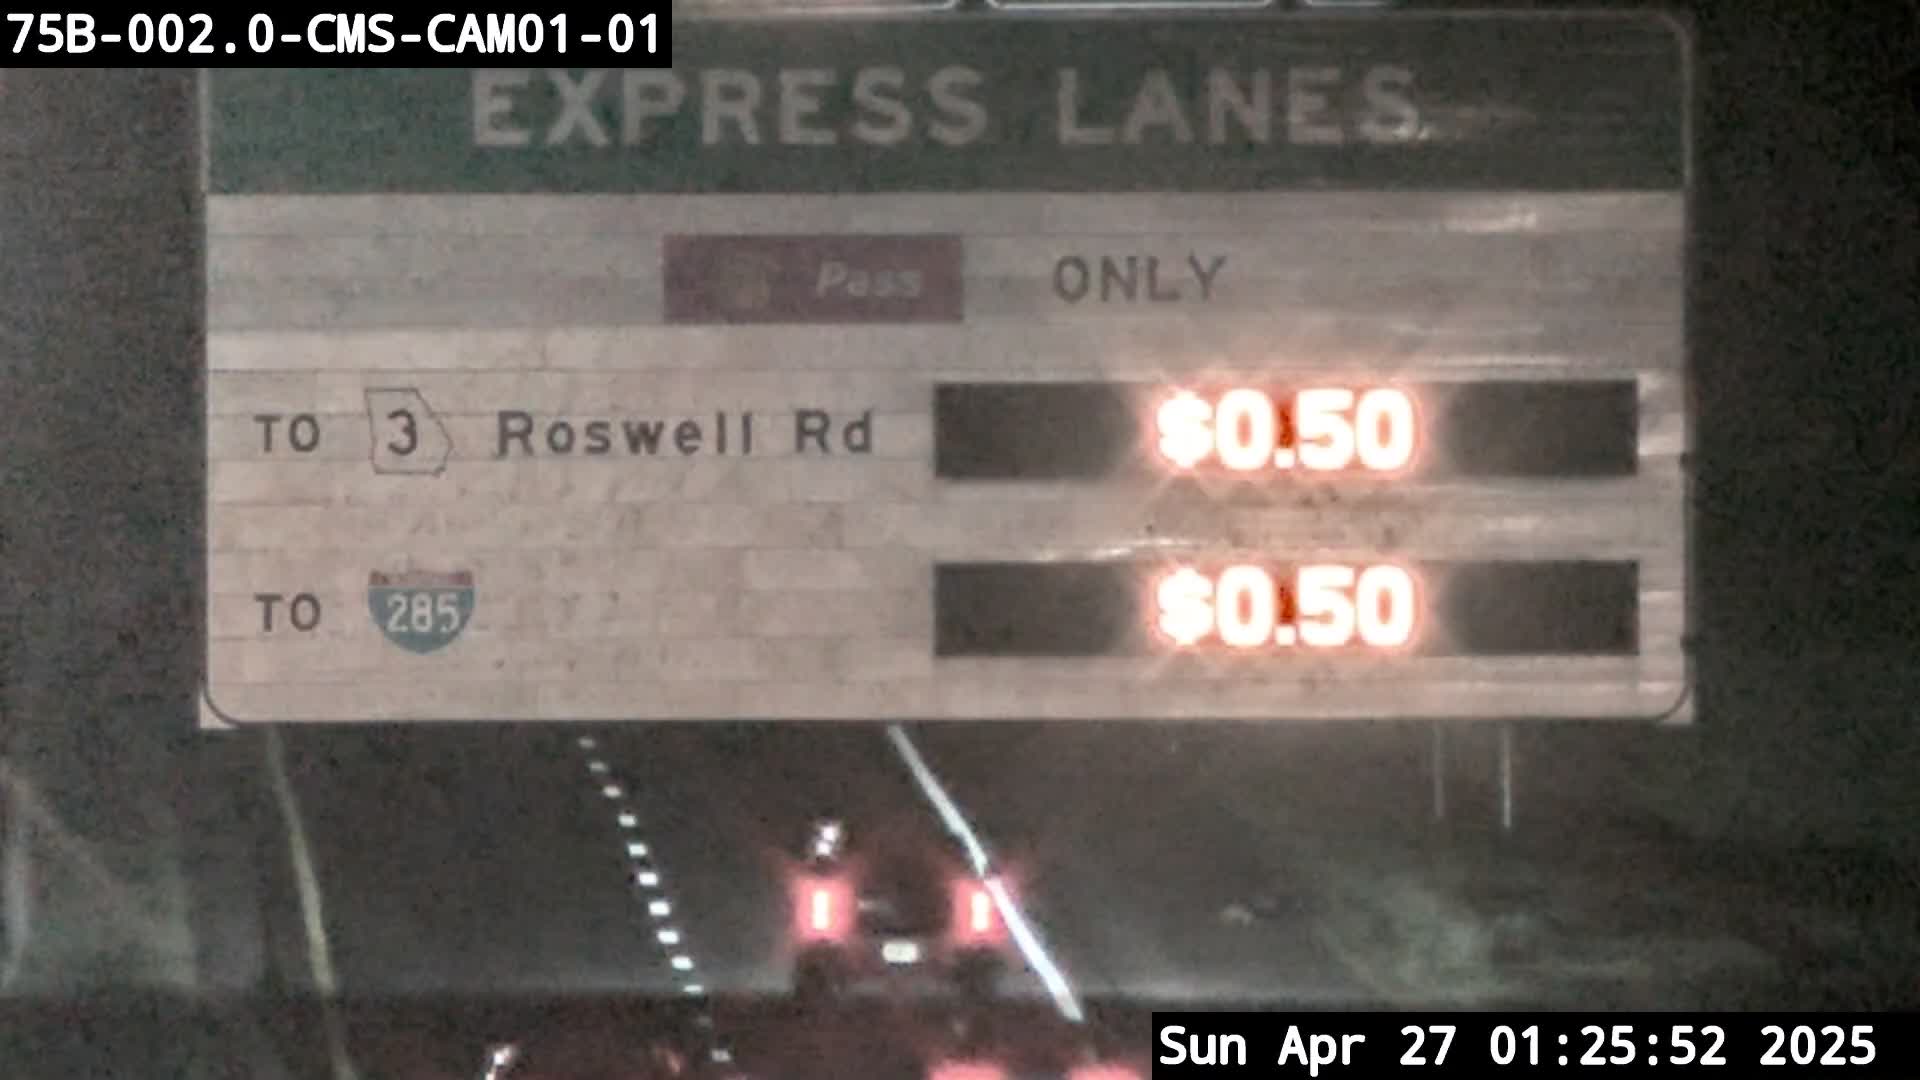 75B-002.0-CMS-CAM01-01
EXPRESS LANES
Pass ONLY
TO 3 Roswell Rd $0.50
TO 285 $0.50
Sun Apr 27 01:25:52 2025